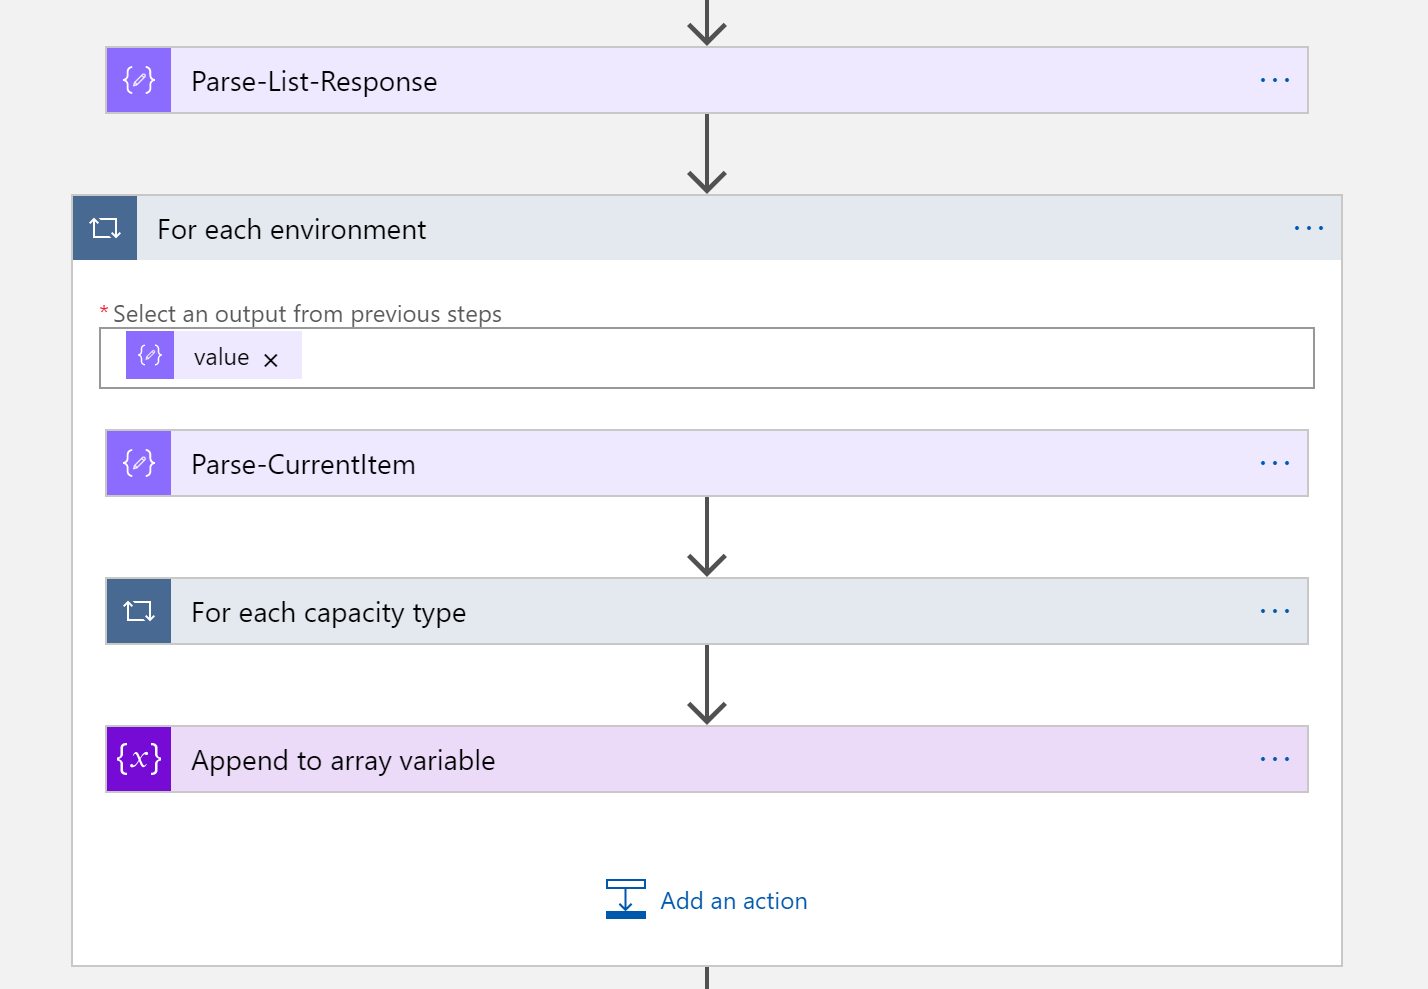 Parse-List-Response
For each environment
* Select an output from previous steps
value
Parse-CurrentItem
For each capacity type
{x} Append to array variable
Add an action